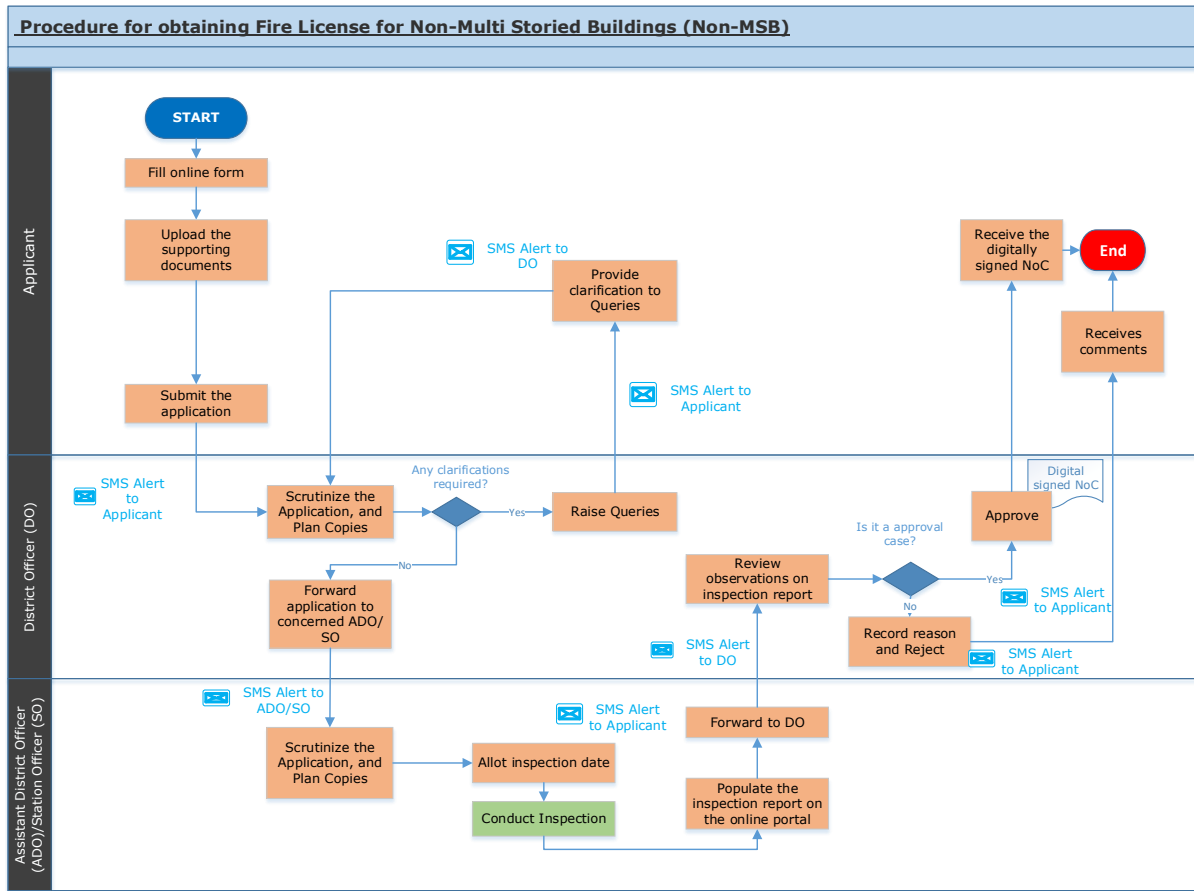 Procedure for obtaining Fire License for Non-Multi Storied Buildings (Non-MSB)
Applicant
START
Fill online form
Upload the
supporting
documents
Submit the
application
SMS Alert to
DO
Provide
clarification to
Queries
SMS Alert to
Applicant
Receive the
digitally
signed NoC
End
Receives
comments
District Officer (DO)
SMS Alert
to
Applicant
Scrutinize the
Application, and
Plan Copies
Any clarifications
required?
Yes
Raise Queries
No
Forward
application to
concerned ADO/
SO
Review
observations on
inspection report
Is it a approval
case?
Yes
Approve
Digital
signed NoC
SMS Alert
to Applicant
No
Record reason
and Reject
SMS Alert
to Applicant
SMS Alert
to DO
Assistant District Officer
(ADO)/Station Officer (SO)
SMS Alert to
ADO/SO
Scrutinize the
Application, and
Plan Copies
Allot inspection date
SMS Alert
to Applicant
Conduct Inspection
Populate the
inspection report on
the online portal
Forward to DO